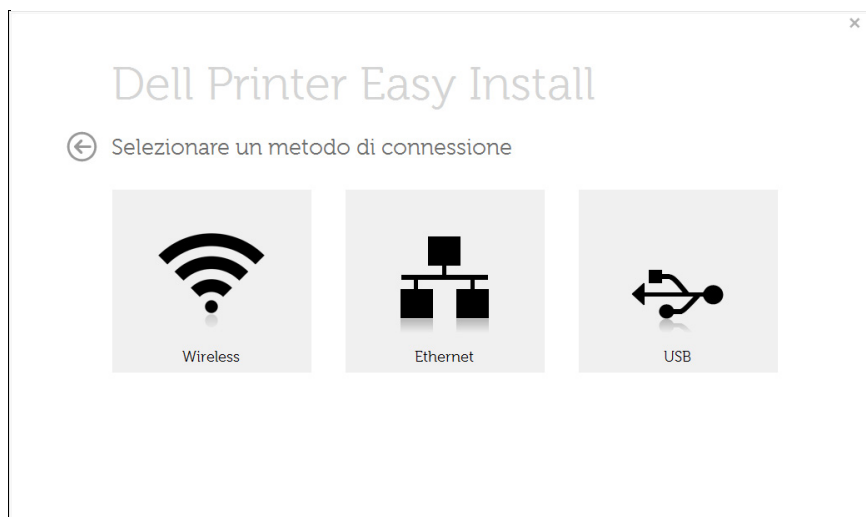 Dell Printer Easy Install
Selezionare un metodo di connessione
Wireless
Ethernet
USB